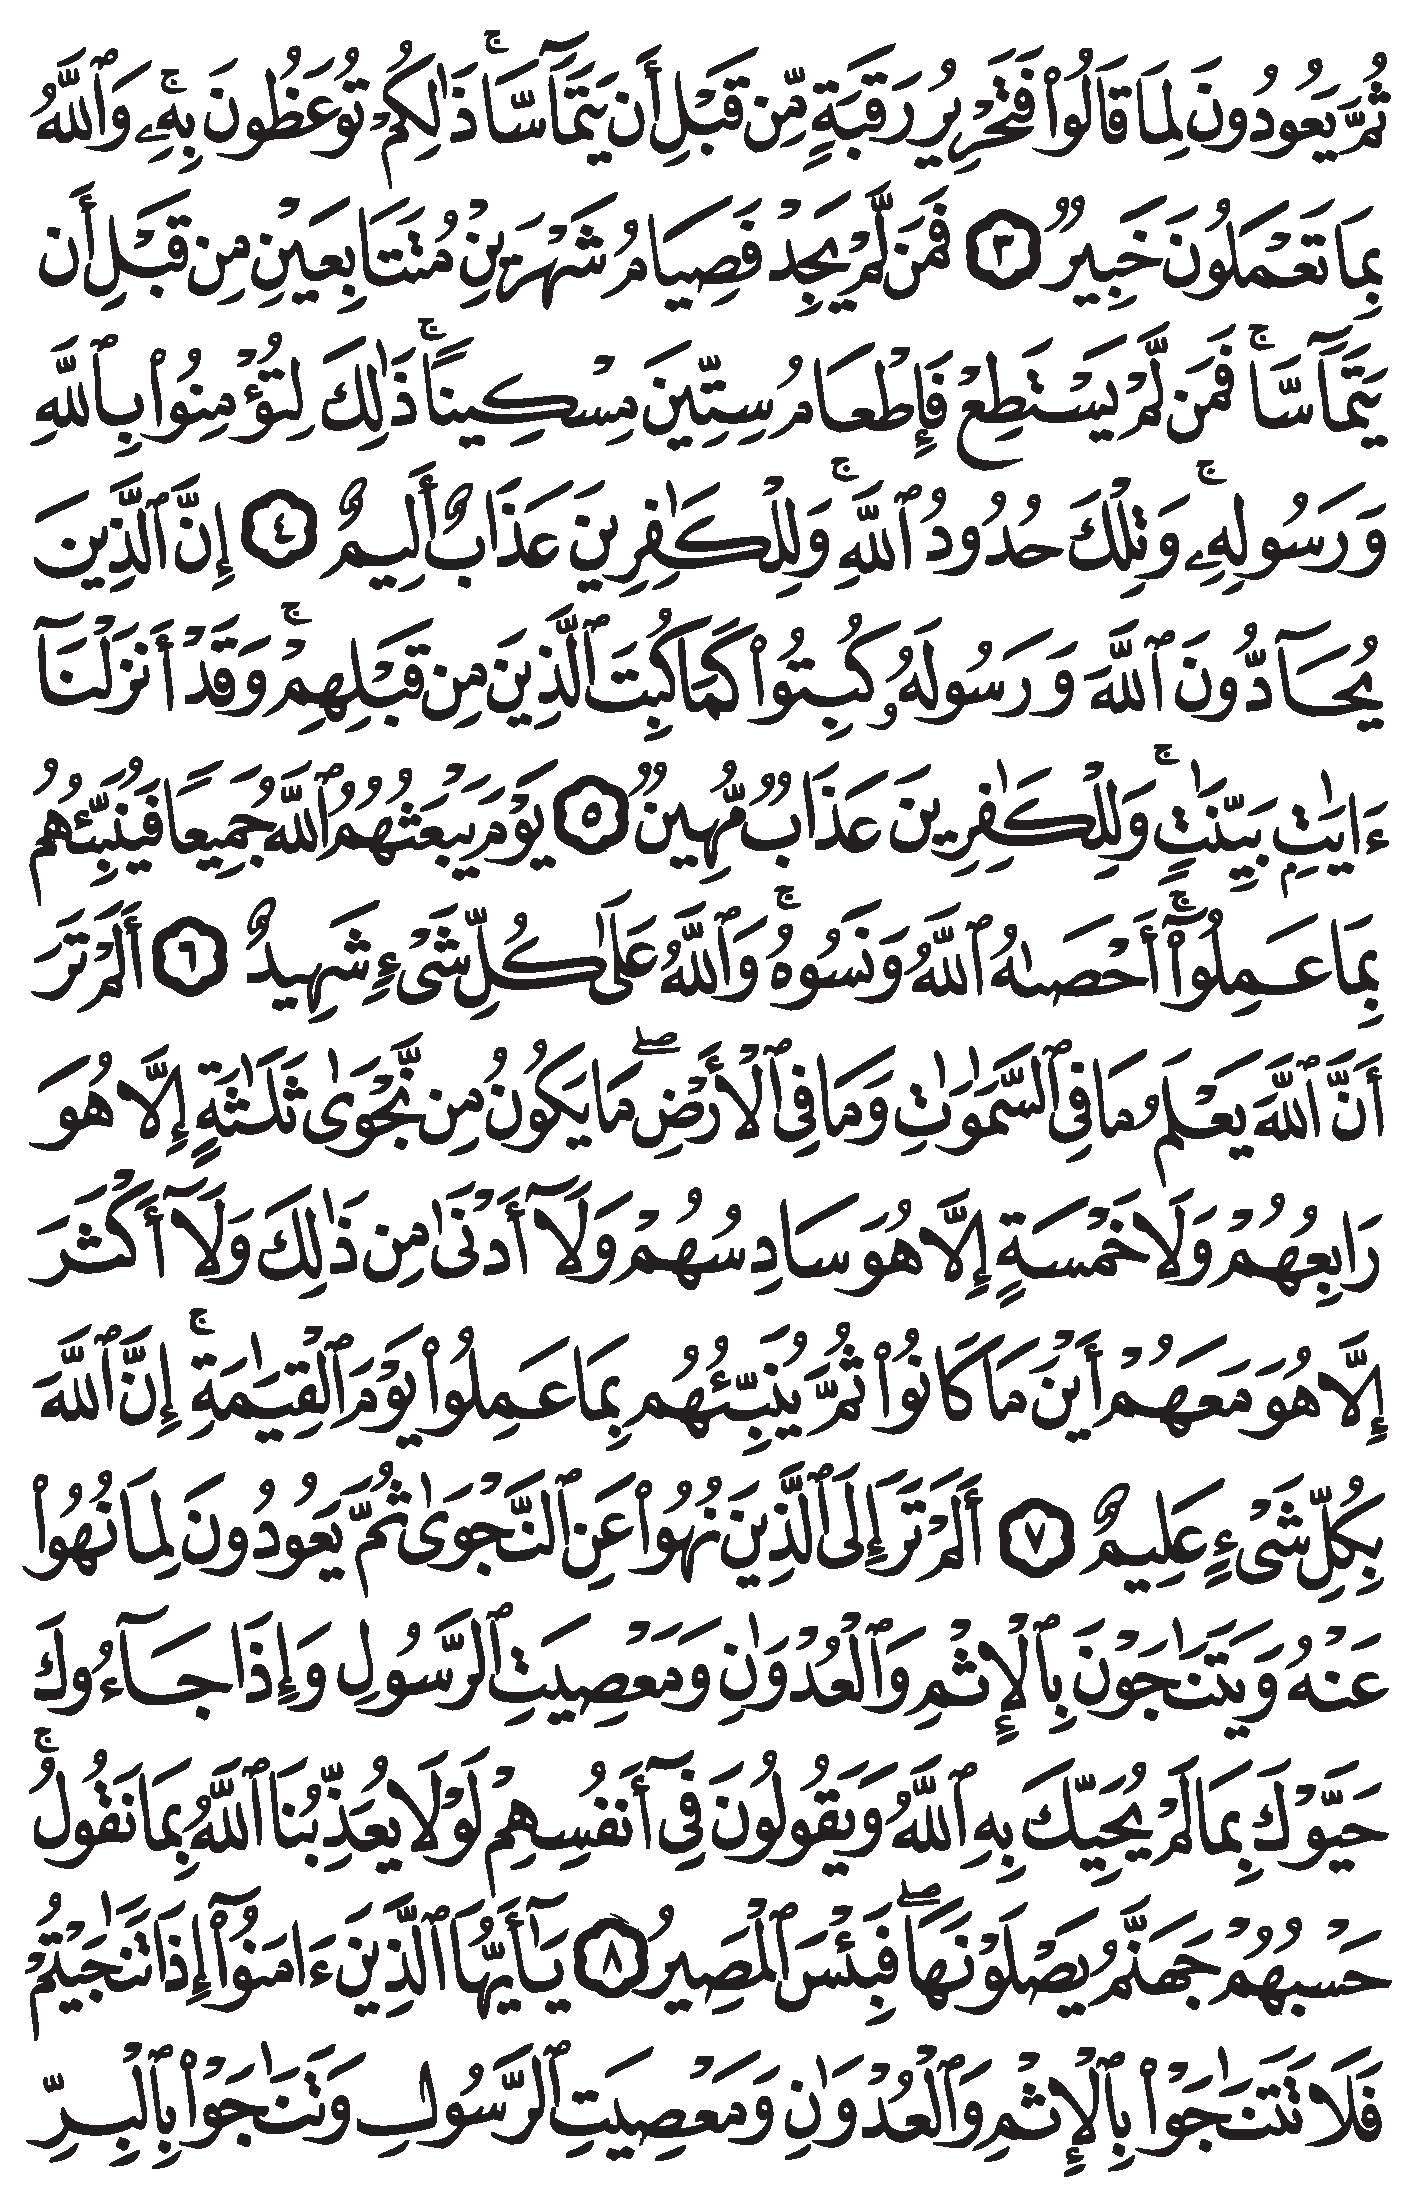 ثُمَّ يَعُودُونَ لِمَا قَالُوا۟ فَتَحْرِيرُ رَقَبَةٍ مِّن قَبْلِ أَن يَتَمَآسَّا ۚ ذَٰلِكُمْ تُوعَظُونَ بِهِۦ ۚ وَٱللَّهُ
بِمَا تَعْمَلُونَ خَبِيرٌ ٣ فَمَن لَّمْ يَجِدْ فَصِيَامُ شَهْرَيْنِ مُتَتَابِعَيْنِ مِن قَبْلِ أَن
يَتَمَآسَّا ۖۚ فَمَن لَّمْ يَسْتَطِعْ فَإِطْعَامُ سِتِّينَ مِسْكِينًا ۚ ذَٰلِكَ لِتُؤْمِنُوا۟ بِٱللَّهِ
وَرَسُولِهِۦ ۚ وَتِلْكَ حُدُودُ ٱللَّهِ ۚ وَلِلْكَٰفِرِينَ عَذَابٌ أَلِيمٌ ٤ إِنَّ ٱلَّذِينَ
يُحَآدُّونَ ٱللَّهَ وَرَسُولَهُۥ كُبِتُوا۟ كَمَا كُبِتَ ٱلَّذِينَ مِن قَبْلِهِمْ ۚ وَقَدْ أَنزَلْنَآ
ءَايَٰتٍۭ بَيِّنَٰتٍ ۚ وَلِلْكَٰفِرِينَ عَذَابٌ مُّهِينٌ ٥ يَوْمَ يَبْعَثُهُمُ ٱللَّهُ جَمِيعًا فَيُنَبِّئُهُم
بِمَا عَمِلُوٓا۟ ۚ أَحْصَىٰهُ ٱللَّهُ وَنَسُوهُ ۚ وَٱللَّهُ عَلَىٰ كُلِّ شَىْءٍ شَهِيدٌ ٦ أَلَمْ تَرَ
أَنَّ ٱللَّهَ يَعْلَمُ مَا فِى ٱلسَّمَٰوَٰتِ وَمَا فِى ٱلْأَرْضِ ۖ مَا يَكُونُ مِن نَّجْوَىٰ ثَلَٰثَةٍ إِلَّا هُوَ
رَابِعُهُمْ وَلَا خَمْسَةٍ إِلَّا هُوَ سَادِسُهُمْ وَلَآ أَدْنَىٰ مِن ذَٰلِكَ وَلَآ أَكْثَرَ
إِلَّا هُوَ مَعَهُمْ أَيْنَ مَا كَانُوا۟ ثُمَّ يُنَبِّئُهُم بِمَا عَمِلُوا۟ يَوْمَ ٱلْقِيَٰمَةِ ۚ إِنَّ ٱللَّهَ
بِكُلِّ شَىْءٍ عَلِيمٌ ٧ أَلَمْ تَرَ إِلَى ٱلَّذِينَ نُهُوا۟ عَنِ ٱلنَّجْوَىٰ ثُمَّ يَعُودُونَ لِمَا نُهُوا۟
عَنْهُ وَيَتَنَٰجَوْنَ بِٱلْإِثْمِ وَٱلْعُدْوَٰنِ وَمَعْصِيَتِ ٱلرَّسُولِ وَإِذَا جَآءُوكَ
حَيَّوْكَ بِمَا لَمْ يُحَيِّكَ بِهِ ٱللَّهُ وَيَقُولُونَ فِىٓ أَنفُسِهِمْ لَوْلَا يُعَذِّبُنَا ٱللَّهُ بِمَا نَقُولُ ۚ
حَسْبُهُمْ جَهَنَّمُ يَصْلَوْنَهَا ۖ فَبِئْسَ ٱلْمَصِيرُ ٨ يَٰٓأَيُّهَا ٱلَّذِينَ ءَامَنُوٓا۟ إِذَا تَنَٰجَيْتُمْ
فَلَا تَتَنَٰجَوْا۟ بِٱلْإِثْمِ وَٱلْعُدْوَٰنِ وَمَعْصِيَتِ ٱلرَّسُولِ وَتَنَٰجَوْا۟ بِٱلْبِرِّ